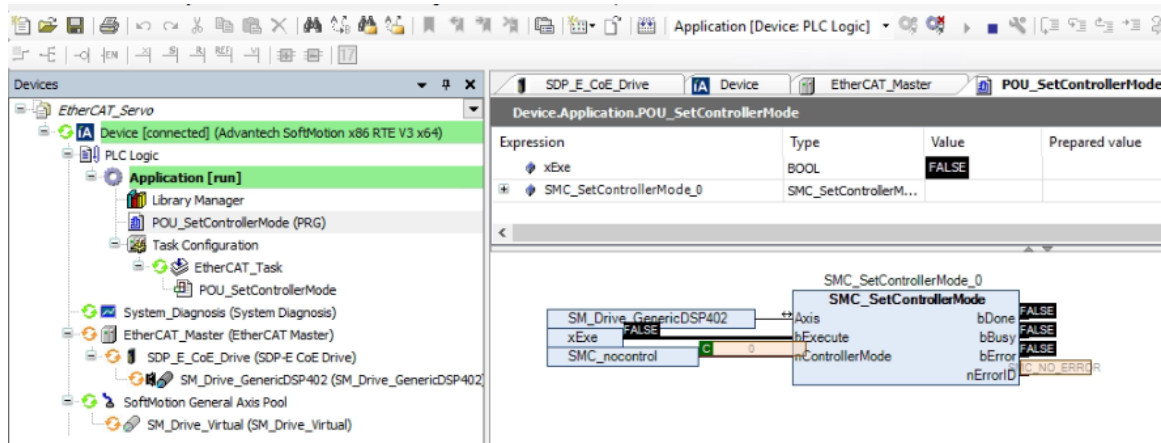 Application [Device: PLC Logic]
EN
17
Devices
SDP_E_CoE_Drive
Device
EtherCAT_Master
POU_SetControllerMode
EtherCAT_Servo
Device [connected] (Advantech SoftMotion x86 RTE V3 x64)
PLC Logic
Application [run]
Library Manager
POU_SetControllerMode (PRG)
Task Configuration
EtherCAT_Task
POU_SetControllerMode
System_Diagnosis (System Diagnosis)
EtherCAT_Master (EtherCAT Master)
SDP_E_CoE_Drive (SDP-E CoE Drive)
SM_Drive_GenericDSP402 (SM_Drive_GenericDSP402)
SoftMotion General Axis Pool
SM_Drive_Virtual (SM_Drive_Virtual)
Device.Application.POU_SetControllerMode
Expression Type Value Prepared value
xExe BOOL FALSE
SMC_SetControllerMode_0 SMC_SetControllerM...
SMC_SetControllerMode_0
SMC_SetControllerMode
SM_Drive_GenericDSP402 Axis bDone FALSE
xExe FALSE bExecute bBusy FALSE
SMC_nocontrol C 0 nControllerMode bError FALSE
nErrorID SMC_NO_ERROR